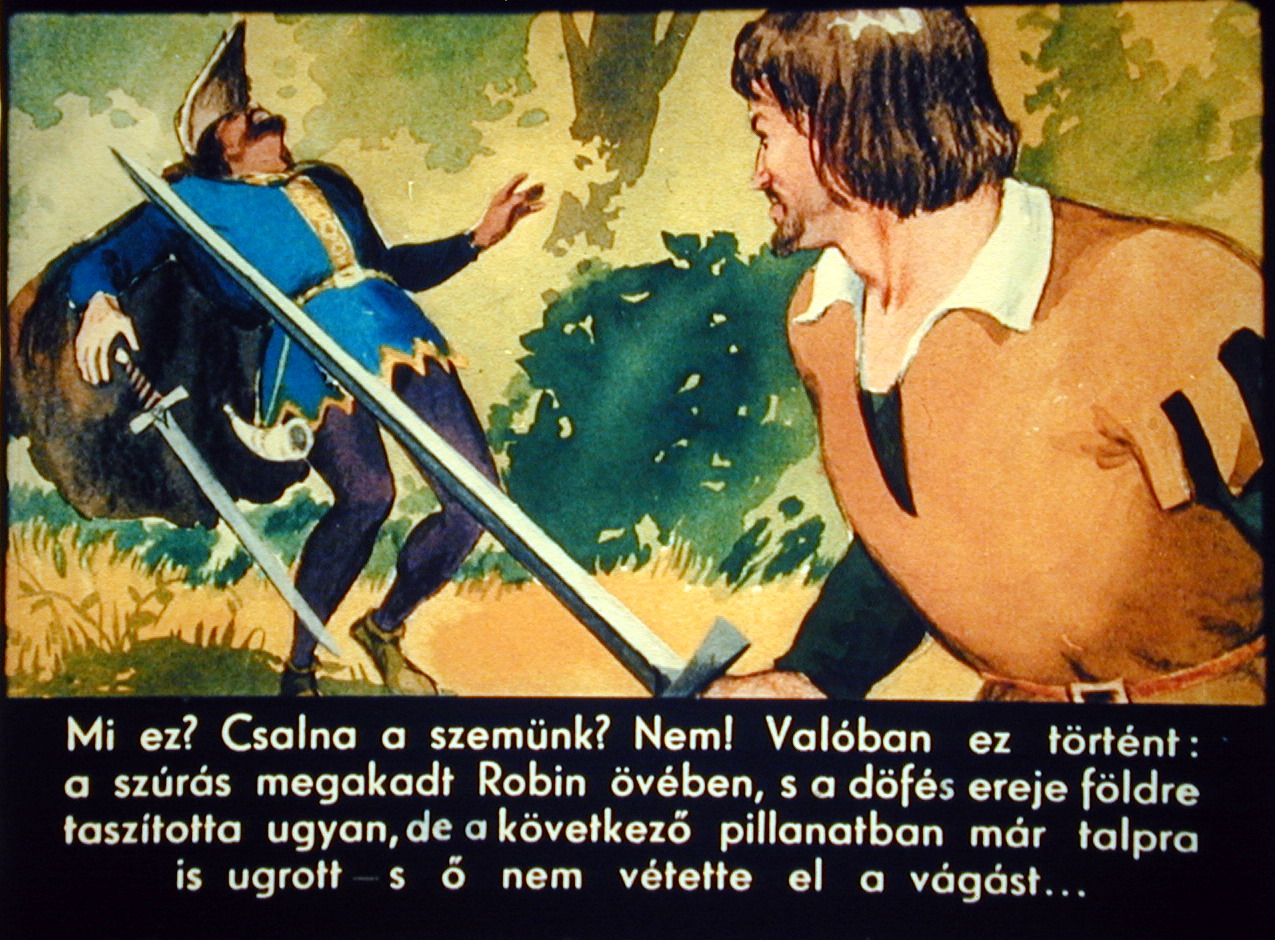 Mi ez? Csalna a szemünk? Nem! Valóban ez történt:
a szúrás megakadt Robin övében, s a döfés ereje földre
taszította ugyan, de a következő pillanatban már talpra
is ugrott – s ő nem vétette el a vágást...